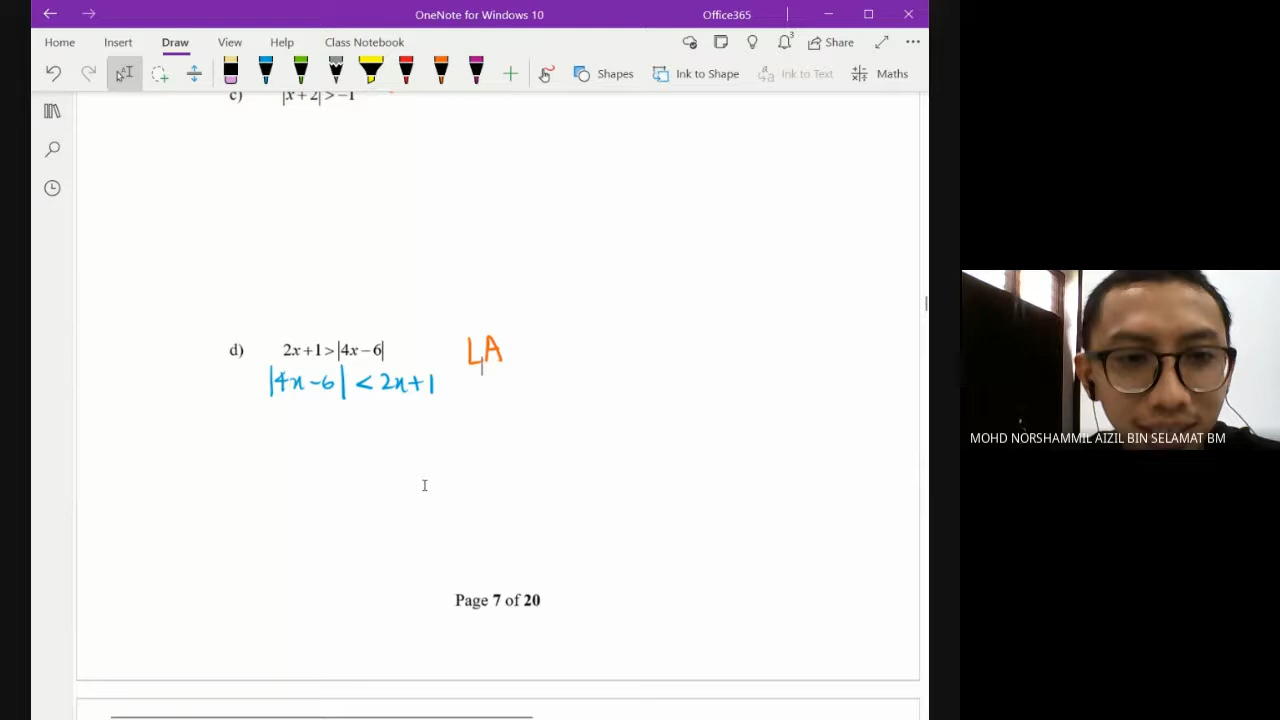 OneNote for Windows 10
Office365
Home Insert Draw View Help Class Notebook
3
Share
Shapes Ink to Shape Ink to Text Maths
c) |x+2| > −1
d) 2x+1 > |4x−6| LA
|4x−6| < 2x+1
MOHD NORSHAMMIL AIZIL BIN SELAMAT BM
Page 7 of 20